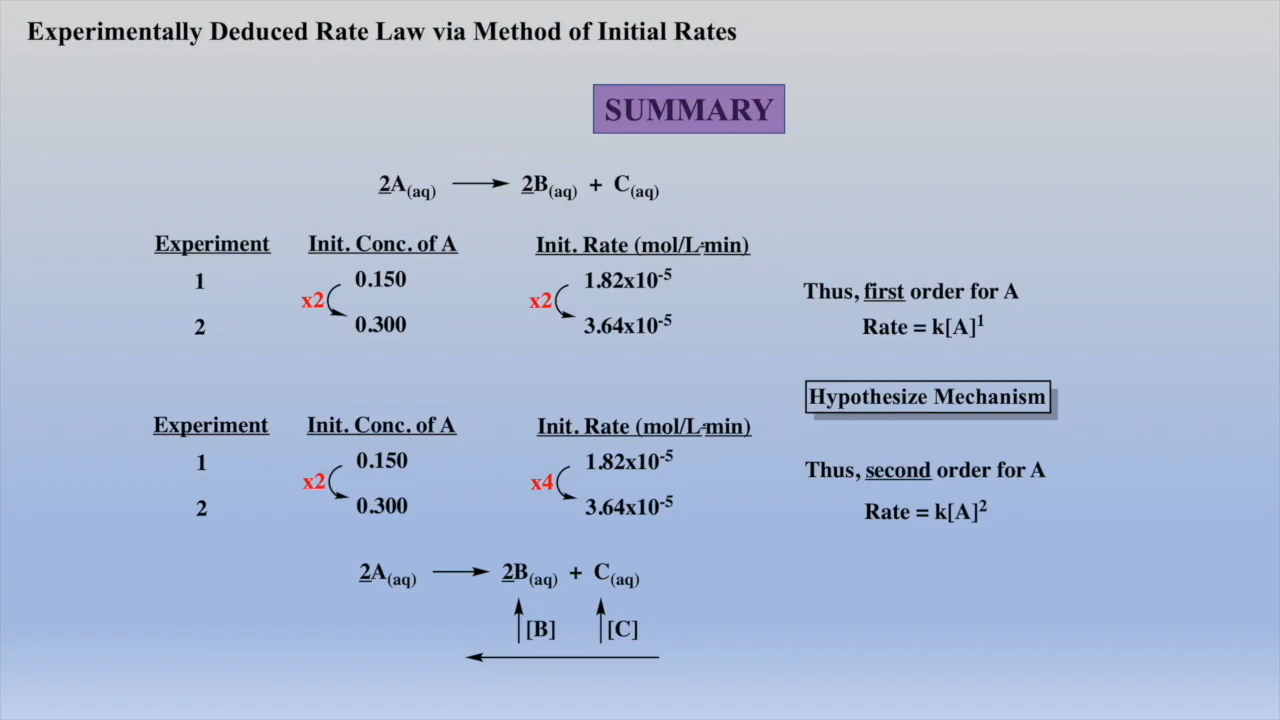 Experimentally Deduced Rate Law via Method of Initial Rates
SUMMARY
2A(aq) ⟶ 2B(aq) + C(aq)
Experiment Init. Conc. of A Init. Rate (mol/L-min)
1 0.150 1.82x10⁻⁵
x2 x2
2 0.300 3.64x10⁻⁵
Thus, first order for A
Rate = k[A]¹
Hypothesize Mechanism
Experiment Init. Conc. of A Init. Rate (mol/L-min)
1 0.150 1.82x10⁻⁵
x2 x4
2 0.300 3.64x10⁻⁵
Thus, second order for A
Rate = k[A]²
2A(aq) ⟶ 2B(aq) + C(aq)
[B] [C]